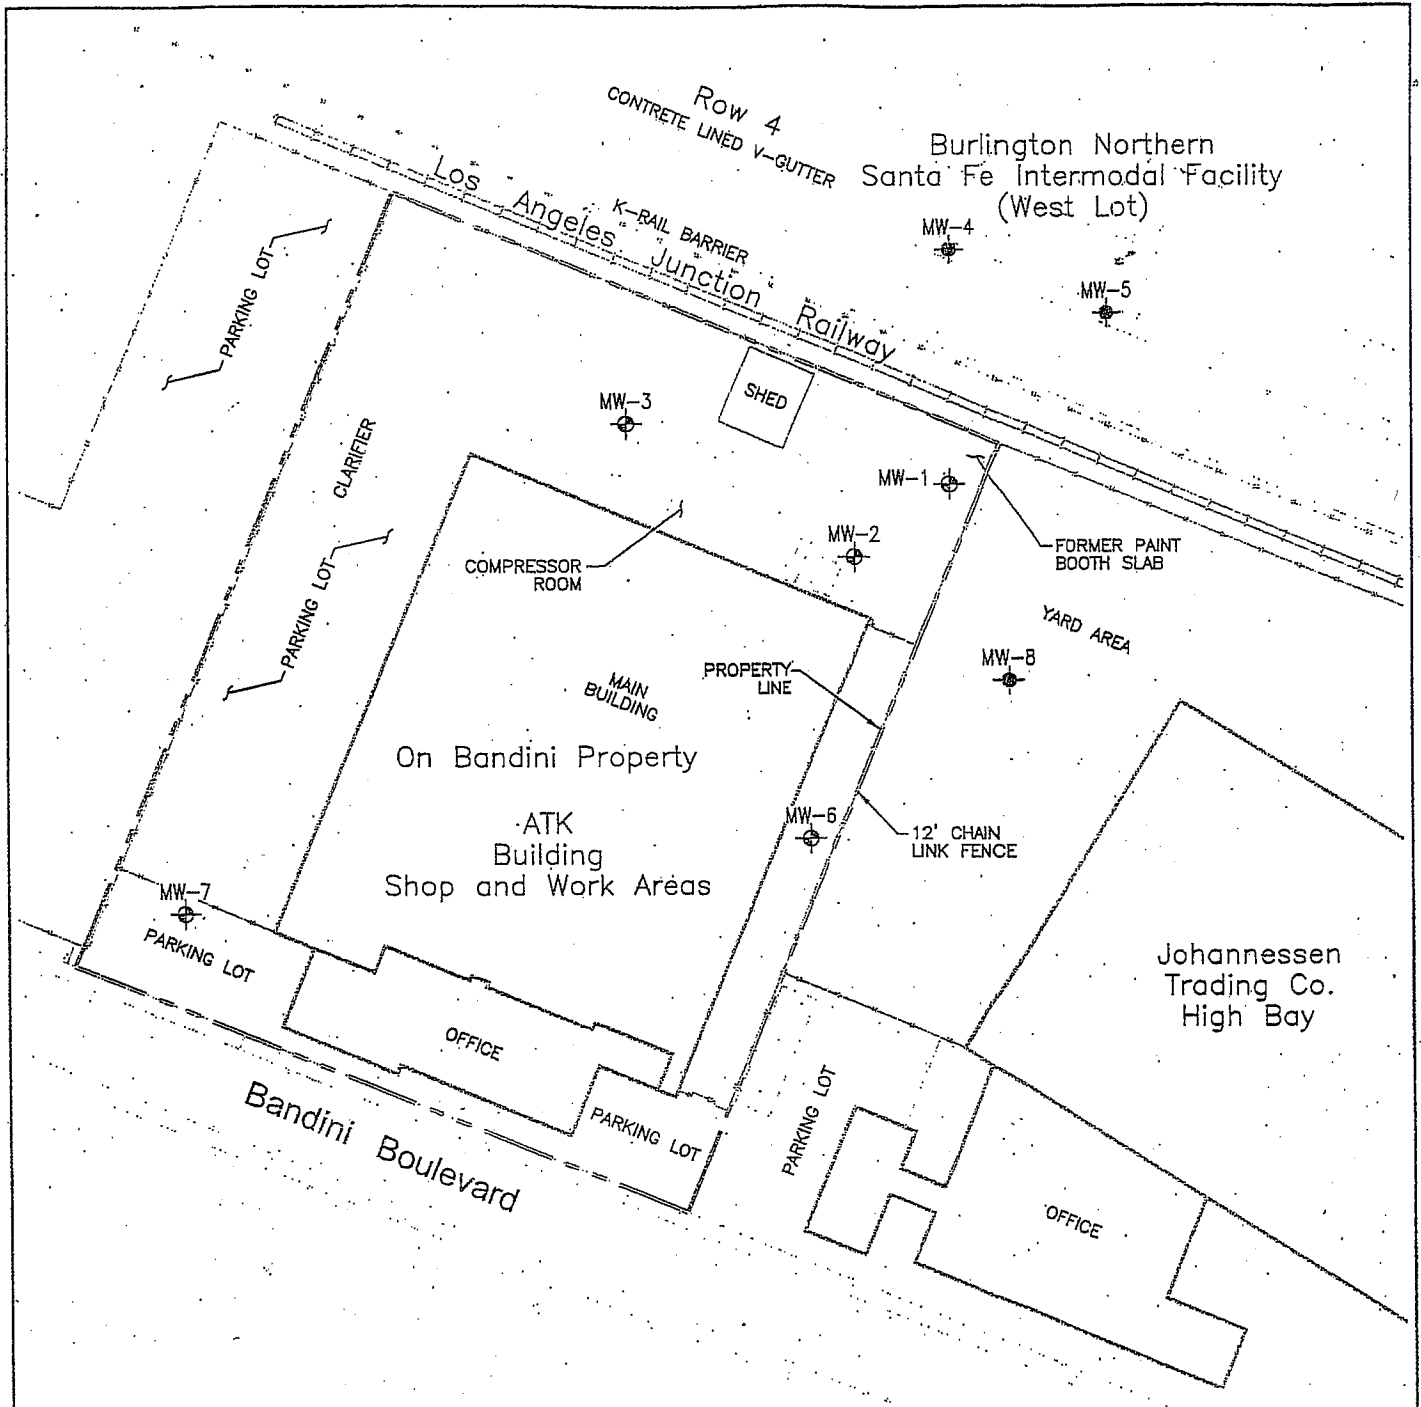 Row 4
CONTRETE LINED V-GUTTER
Burlington Northern
Santa Fe Intermodal Facility
(West Lot)
Los Angeles Junction Railway
K-RAIL BARRIER
MW-4
MW-5
PARKING LOT
SHED
MW-3
CLARIFIER
MW-1
MW-2
FORMER PAINT
BOOTH SLAB
COMPRESSOR
ROOM
PARKING LOT
YARD AREA
MW-8
PROPERTY
LINE
MAIN
BUILDING
On Bandini Property
ATK
Building
Shop and Work Areas
MW-6
12' CHAIN
LINK FENCE
MW-7
PARKING LOT
Johannessen
Trading Co.
High Bay
OFFICE
PARKING LOT
PARKING LOT
Bandini Boulevard
OFFICE